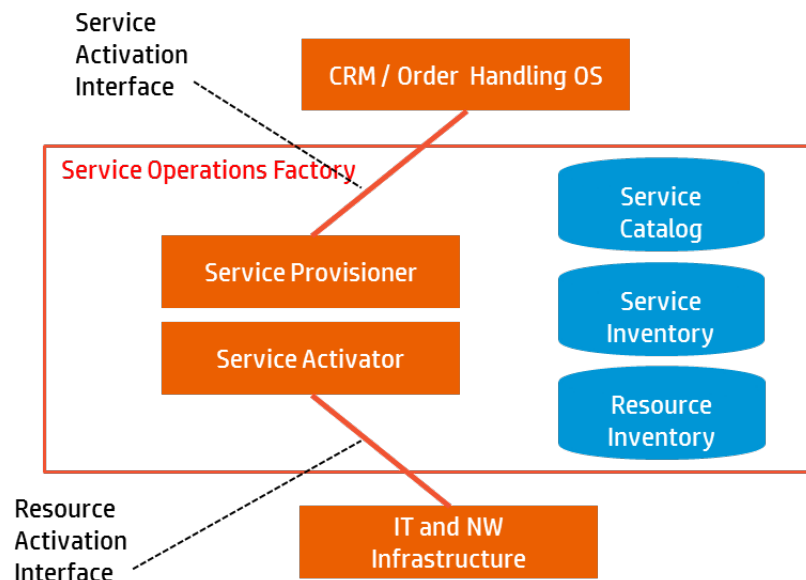 Service
Activation
Interface
CRM / Order Handling OS
Service Operations Factory
Service
Catalog
Service Provisioner
Service
Inventory
Service Activator
Resource
Inventory
Resource
Activation
Interface
IT and NW
Infrastructure